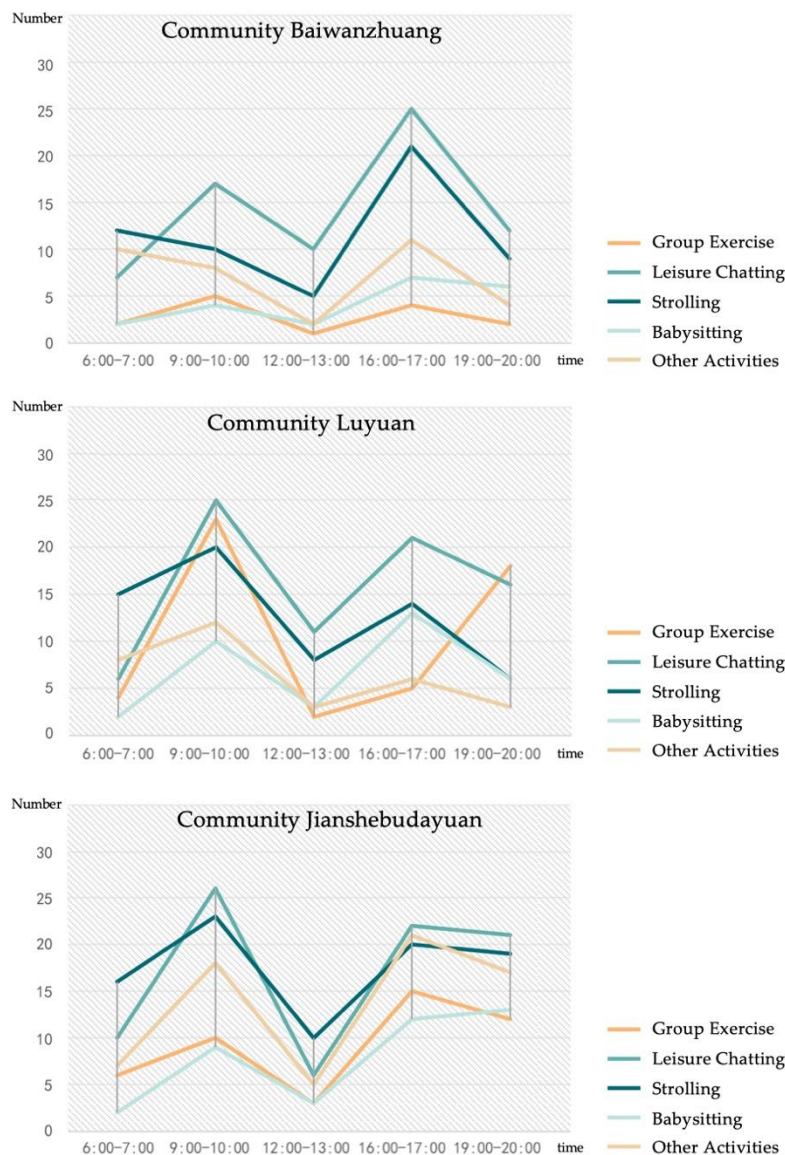 Number
Community Baiwanzhuang
30
25
20
15
10
5
0
6:00-7:00 9:00-10:00 12:00-13:00 16:00-17:00 19:00-20:00 time
Group Exercise
Leisure Chatting
Strolling
Babysitting
Other Activities
Number
Community Luyuan
30
25
20
15
10
5
0
6:00-7:00 9:00-10:00 12:00-13:00 16:00-17:00 19:00-20:00 time
Group Exercise
Leisure Chatting
Strolling
Babysitting
Other Activities
Number
Community Jianshebudayuan
30
25
20
15
10
5
0
6:00-7:00 9:00-10:00 12:00-13:00 16:00-17:00 19:00-20:00 time
Group Exercise
Leisure Chatting
Strolling
Babysitting
Other Activities